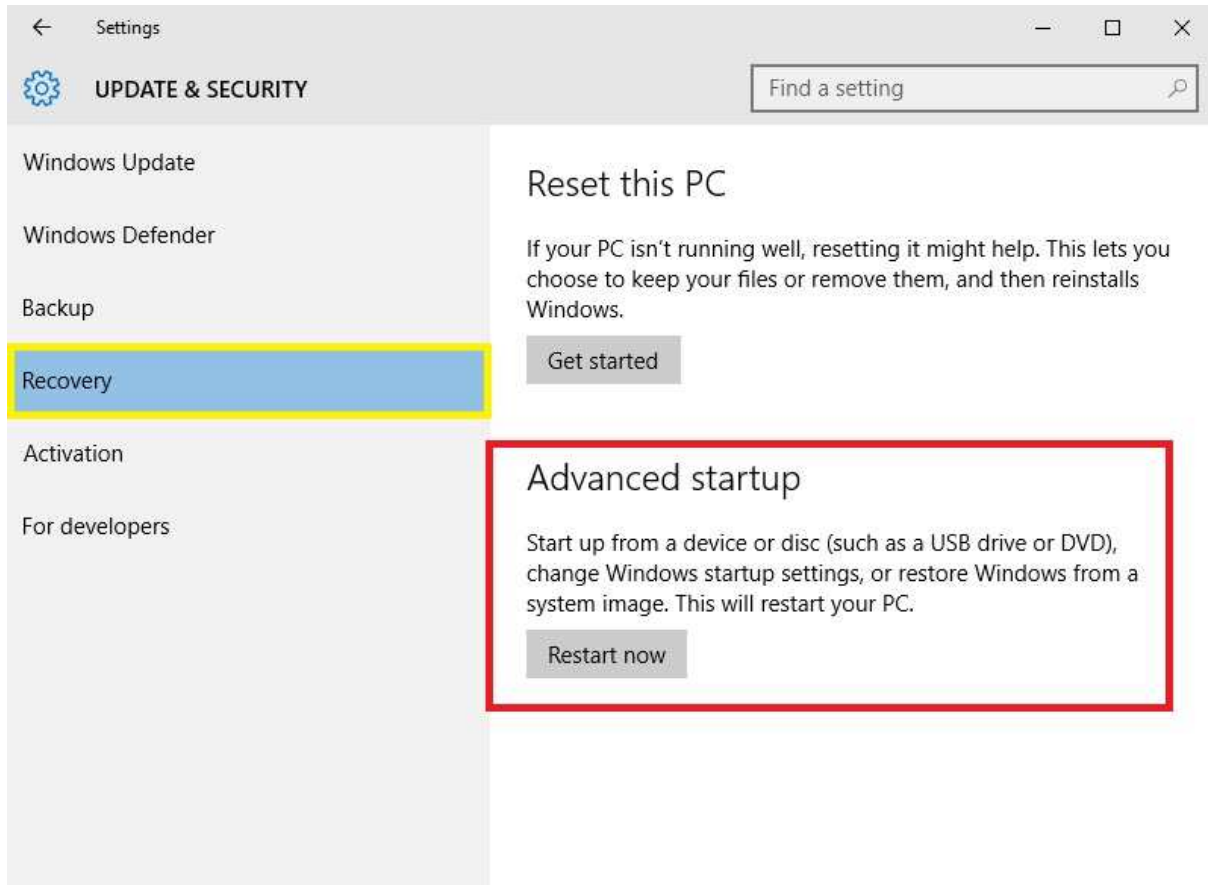 Settings
UPDATE & SECURITY
Find a setting
Windows Update
Windows Defender
Backup
Recovery
Activation
For developers
Reset this PC
If your PC isn't running well, resetting it might help. This lets you
choose to keep your files or remove them, and then reinstalls
Windows.
Get started
Advanced startup
Start up from a device or disc (such as a USB drive or DVD),
change Windows startup settings, or restore Windows from a
system image. This will restart your PC.
Restart now